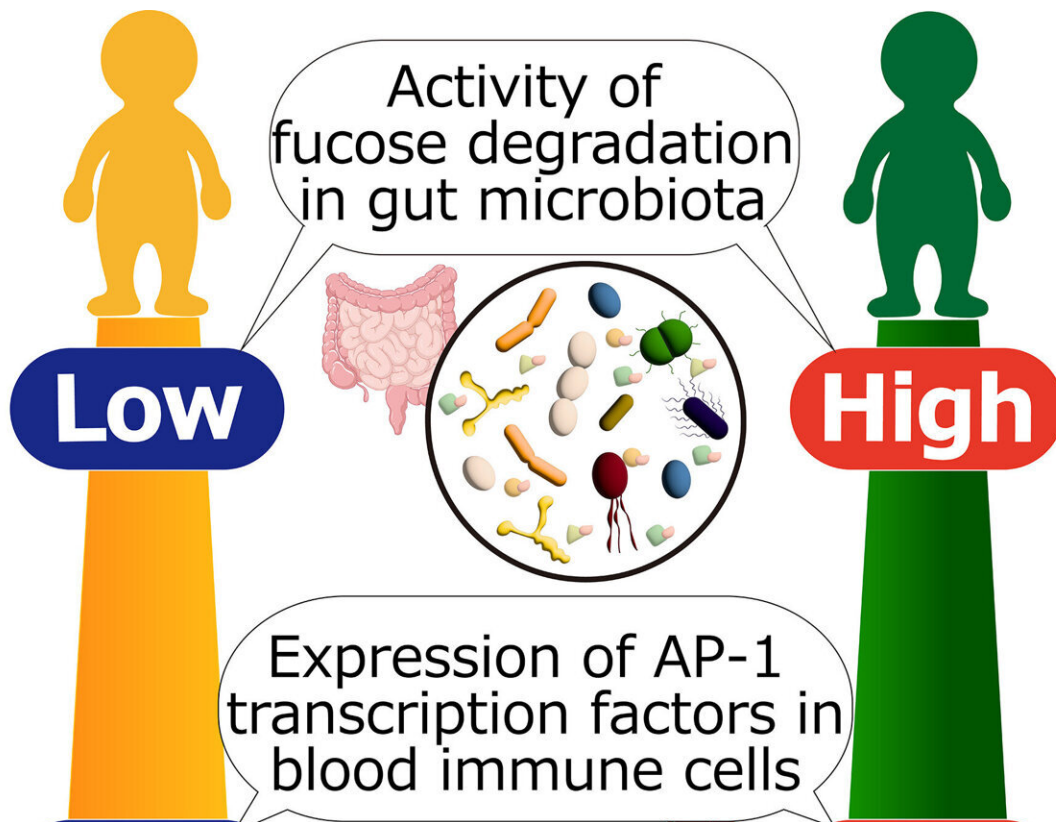 Activity of
fucose degradation
in gut microbiota
Low
High
Expression of AP-1
transcription factors in
blood immune cells